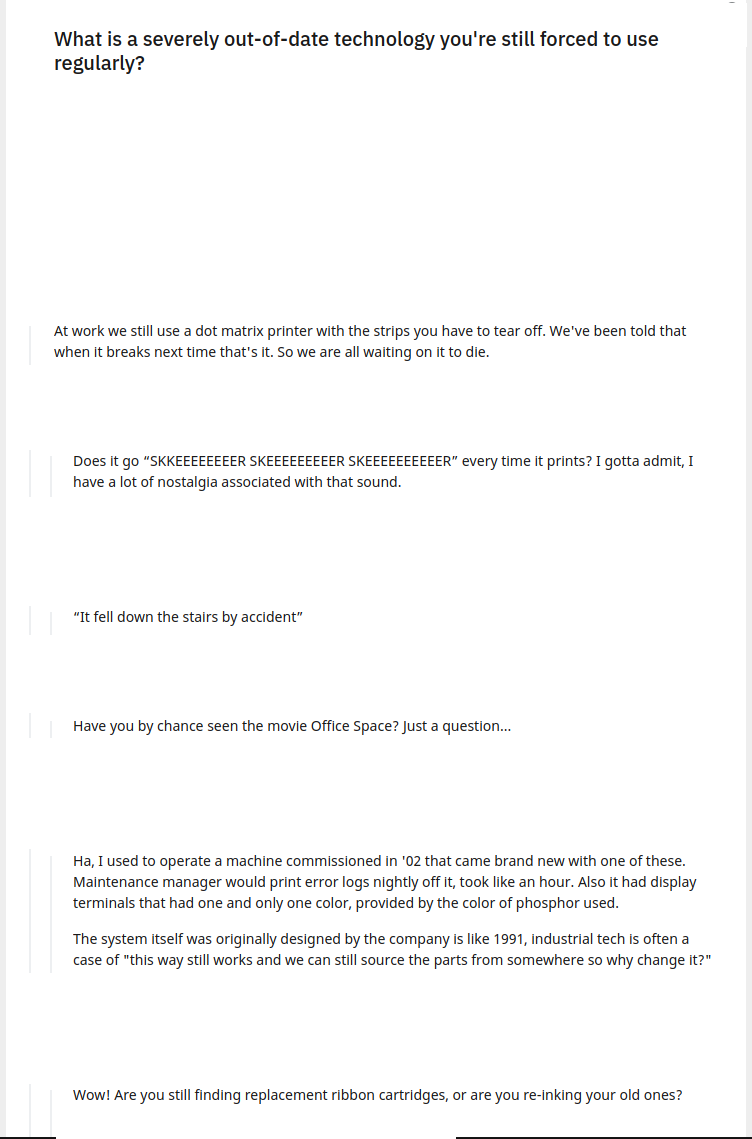 What is a severely out-of-date technology you're still forced to use
regularly?
At work we still use a dot matrix printer with the strips you have to tear off. We've been told that
when it breaks next time that's it. So we are all waiting on it to die.
Does it go “SKKEEEEEEEER SKEEEEEEEEER SKEEEEEEEEEER” every time it prints? I gotta admit, I
have a lot of nostalgia associated with that sound.
“It fell down the stairs by accident”
Have you by chance seen the movie Office Space? Just a question...
Ha, I used to operate a machine commissioned in '02 that came brand new with one of these.
Maintenance manager would print error logs nightly off it, took like an hour. Also it had display
terminals that had one and only one color, provided by the color of phosphor used.
The system itself was originally designed by the company is like 1991, industrial tech is often a
case of "this way still works and we can still source the parts from somewhere so why change it?"
Wow! Are you still finding replacement ribbon cartridges, or are you re-inking your old ones?